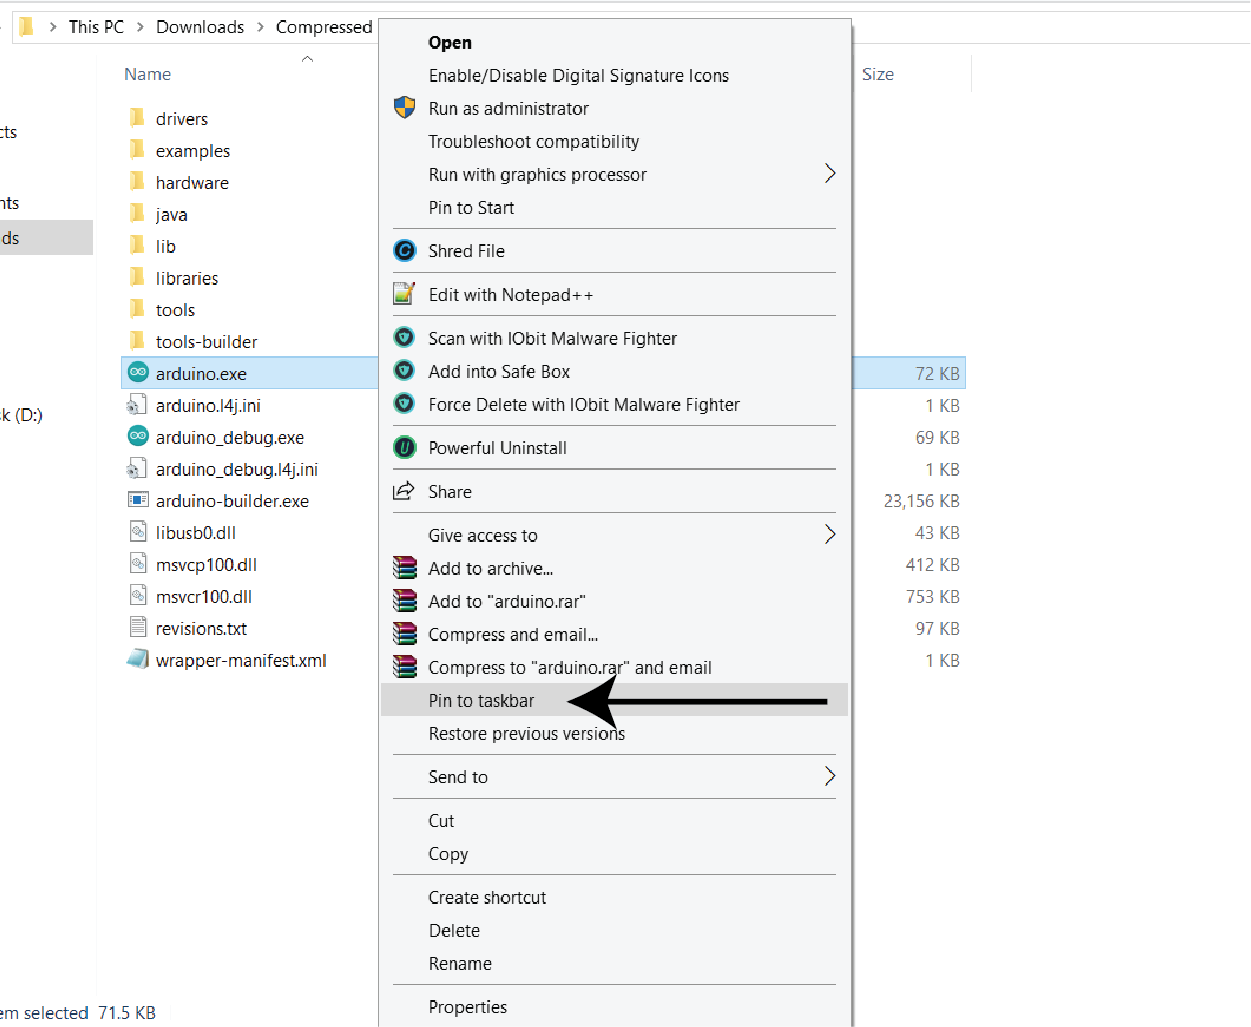 This PC > Downloads > Compressed
Name
Size
cts
nts
ds
k (D:)
drivers
examples
hardware
java
lib
libraries
tools
tools-builder
arduino.exe 72 KB
arduino.l4j.ini 1 KB
arduino_debug.exe 69 KB
arduino_debug.l4j.ini 1 KB
arduino-builder.exe 23,156 KB
libusb0.dll 43 KB
msvcp100.dll 412 KB
msvcr100.dll 753 KB
revisions.txt 97 KB
wrapper-manifest.xml 1 KB
Open
Enable/Disable Digital Signature Icons
Run as administrator
Troubleshoot compatibility
Run with graphics processor
Pin to Start
Shred File
Edit with Notepad++
Scan with IObit Malware Fighter
Add into Safe Box
Force Delete with IObit Malware Fighter
Powerful Uninstall
Share
Give access to
Add to archive...
Add to "arduino.rar"
Compress and email...
Compress to "arduino.rar" and email
Pin to taskbar
Restore previous versions
Send to
Cut
Copy
Create shortcut
Delete
Rename
Properties
em selected 71.5 KB